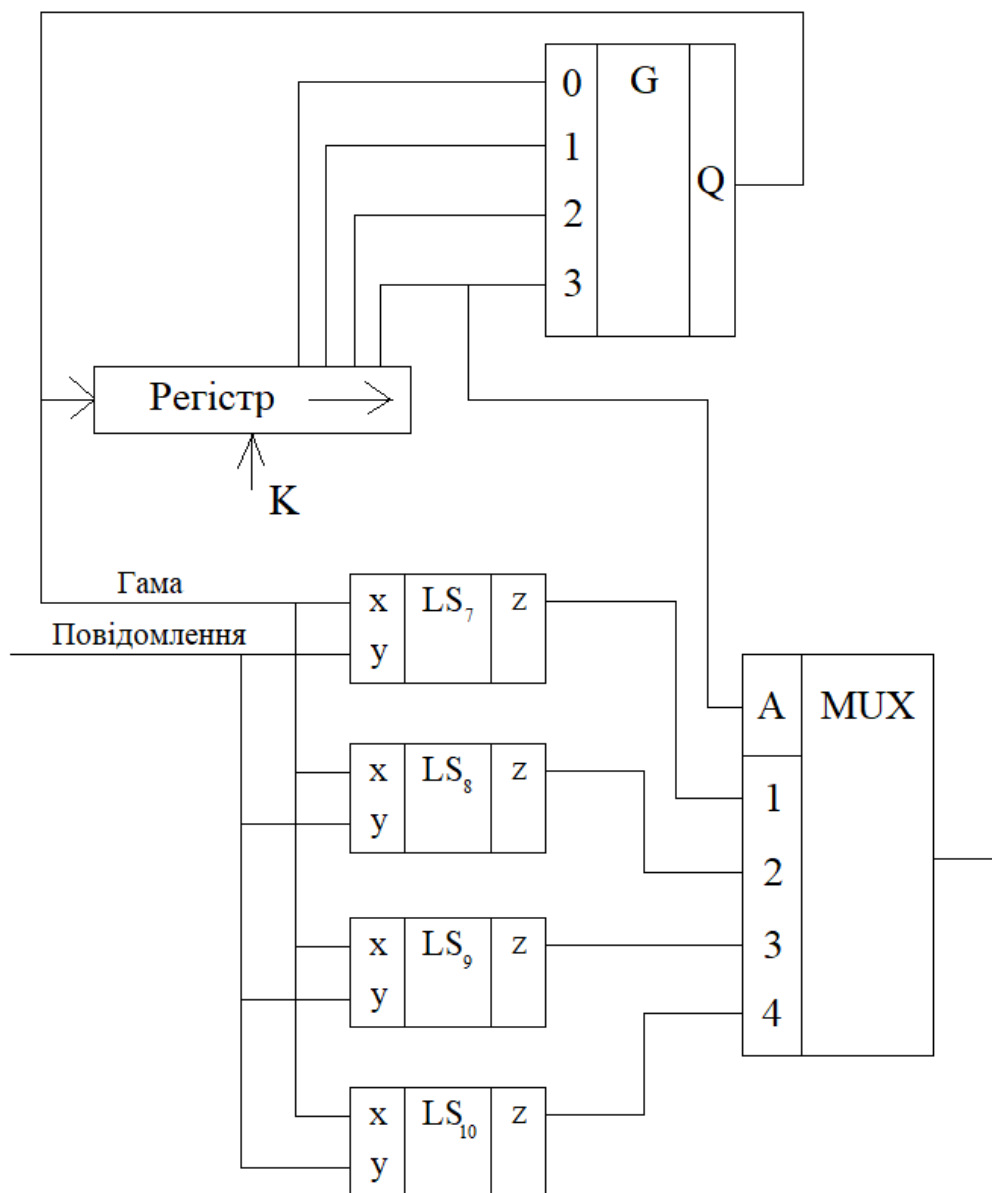 0 G
1
Q
2
3
Регістр
K
Гама
Повідомлення
x LS₇ z
y
A MUX
x LS₈ z
y
1
2
x LS₉ z
y
3
4
x LS₁₀ z
y